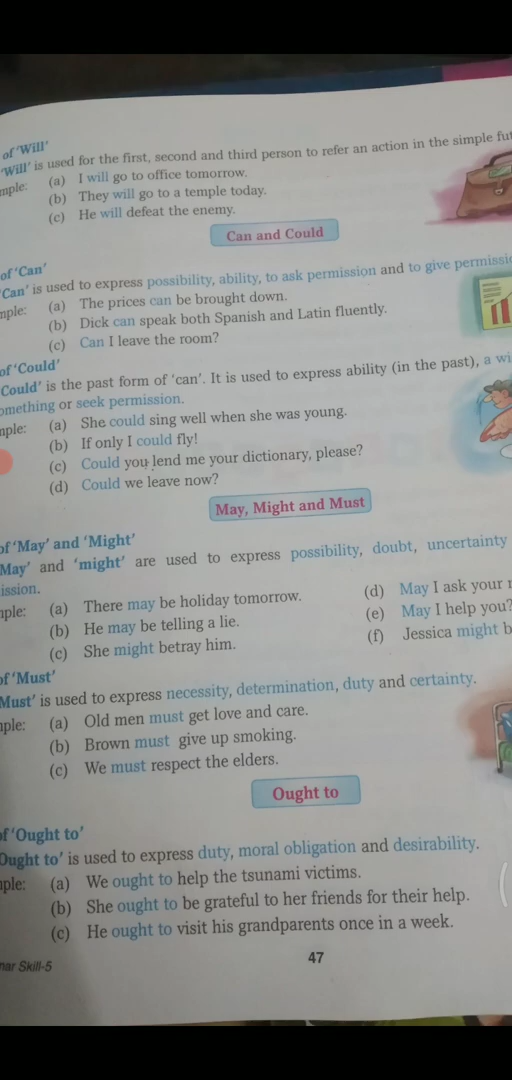 of 'Will'
'Will' is used for the first, second and third person to refer an action in the simple
(a) I will go to office tomorrow.
(b) They will go to a temple today.
(c) He will defeat the enemy.
Can and Could
of 'Can'
'Can' is used to express possibility, ability, to ask permission and to give
(a) The prices can be brought down.
(b) Dick can speak both Spanish and Latin fluently.
(c) Can I leave the room?
of 'Could'
Could' is the past form of 'can'. It is used to express ability (in the past), a
or seek permission.
(a) She could sing well when she was young.
(b) If only I could fly!
(c) Could you lend me your dictionary, please?
(d) Could we leave now?
May, Might and Must
of 'May' and 'Might'
May' and 'might' are used to express possibility, doubt, uncertainty
(a) There may be holiday tomorrow.
(b) He may be telling a lie.
(c) She might betray him.
(d) May I ask your
(e) May I help you?
(f) Jessica might
of 'Must'
Must' is used to express necessity, determination, duty and certainty.
(a) Old men must get love and care.
(b) Brown must give up smoking.
(c) We must respect the elders.
Ought to
of 'Ought to'
Ought to' is used to express duty, moral obligation and desirability.
(a) We ought to help the tsunami victims.
(b) She ought to be grateful to her friends for their help.
(c) He ought to visit his grandparents once in a week.
Skill-5
47